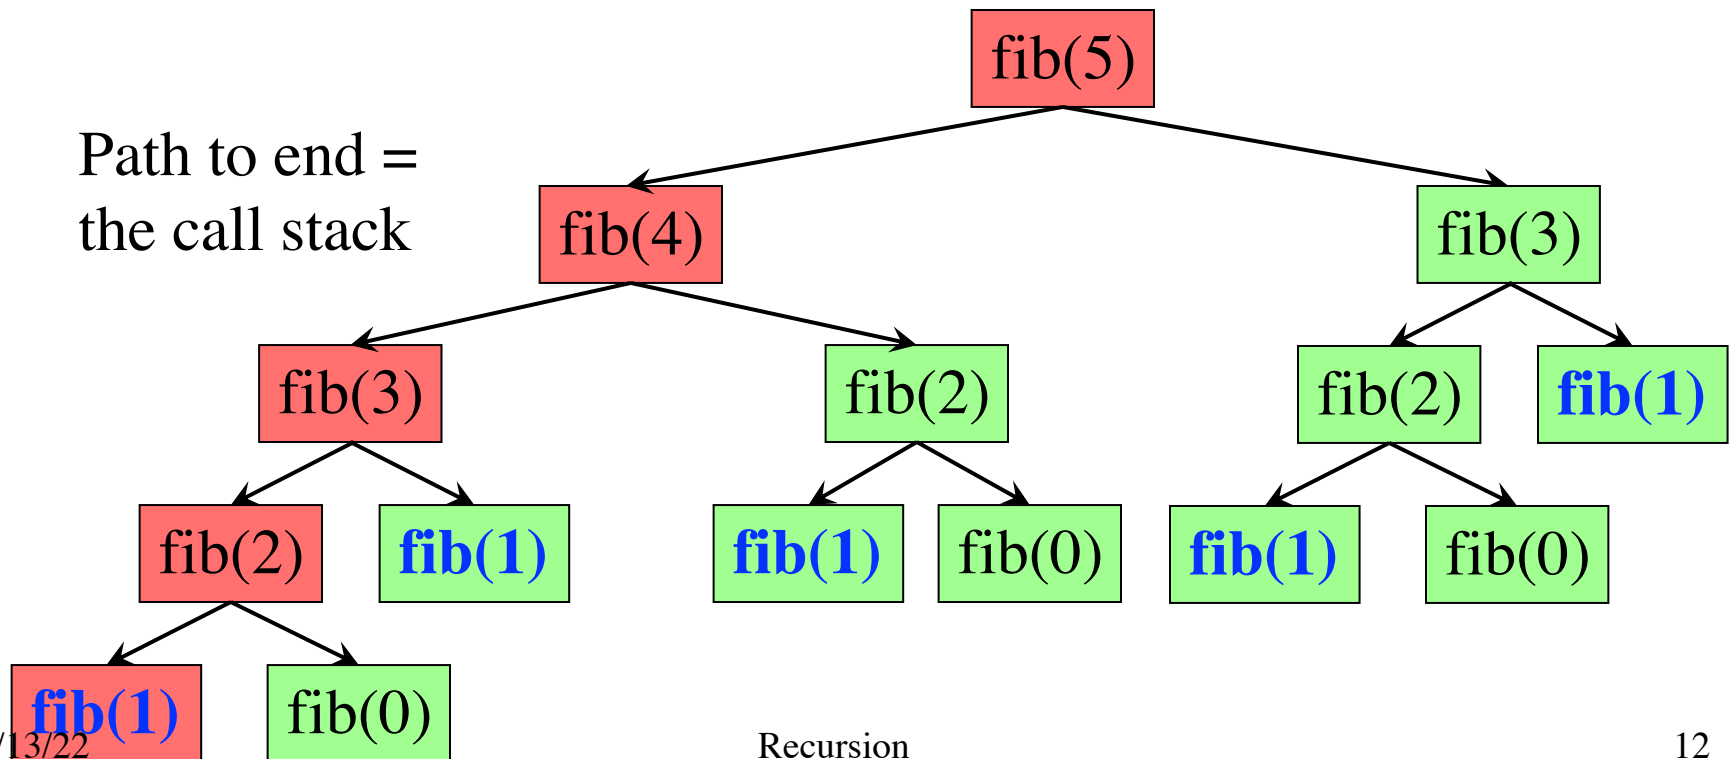 fib(5)
Path to end =
the call stack
fib(4)
fib(3)
fib(3)
fib(2)
fib(2)
fib(1)
fib(2)
fib(1)
fib(1)
fib(0)
fib(1)
fib(0)
fib(1)
fib(0)
/13/22
Recursion
12